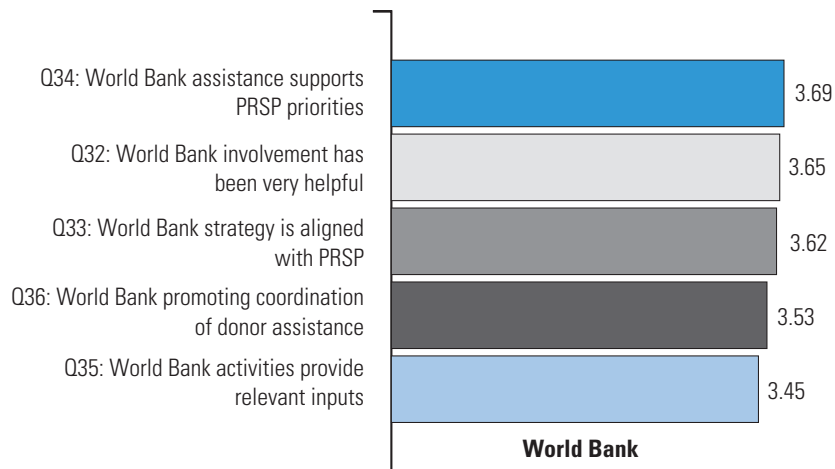 Q34: World Bank assistance supports
PRSP priorities
3.69
Q32: World Bank involvement has
been very helpful
3.65
Q33: World Bank strategy is aligned
with PRSP
3.62
Q36: World Bank promoting coordination
of donor assistance
3.53
Q35: World Bank activities provide
relevant inputs
3.45
World Bank